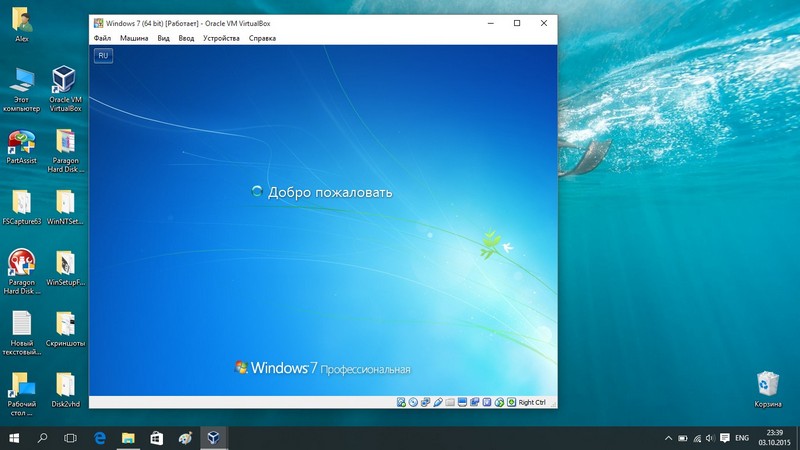 Windows 7 (64 bit) [Работает] - Oracle VM VirtualBox
Файл Машина Вид Ввод Устройства Справка
RU
Добро пожаловать
Windows 7 Профессиональная
Right Ctrl
Alex
Этот
компьютер
Oracle VM
VirtualBox
PartAssist
Paragon
Hard Disk ...
FSCapture63
WinNTSet...
Paragon
Hard Disk ...
WinSetupF...
Новый
текстовый...
Скриншоты
Рабочий
стол ...
Disk2vhd
Корзина
ENG
23:39
03.10.2015